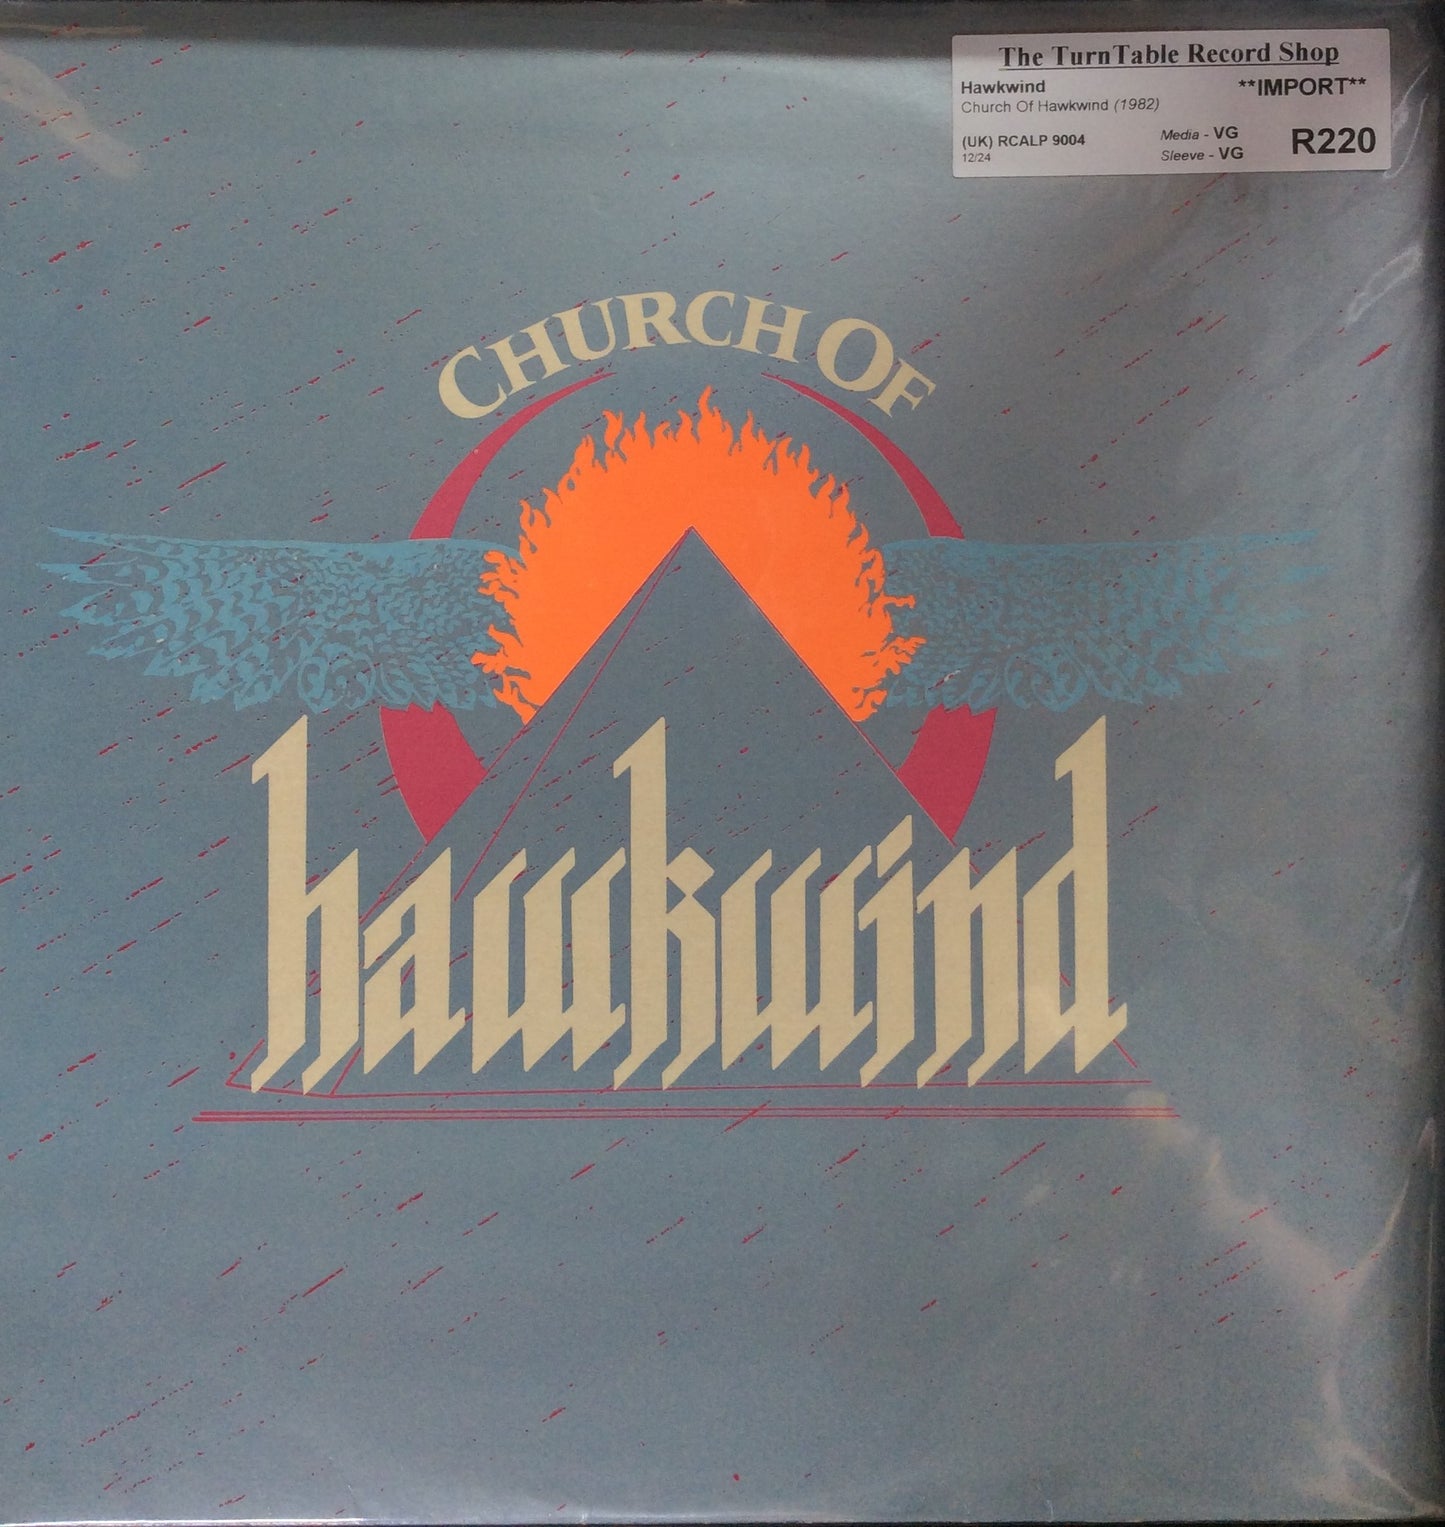 The TurnTable Record Shop
Hawkwind **IMPORT**
Church Of Hawkwind (1982)
(UK) RCALP 9004 Media - VG R220
12/24 Sleeve - VG
CHURCH OF
hawkwind